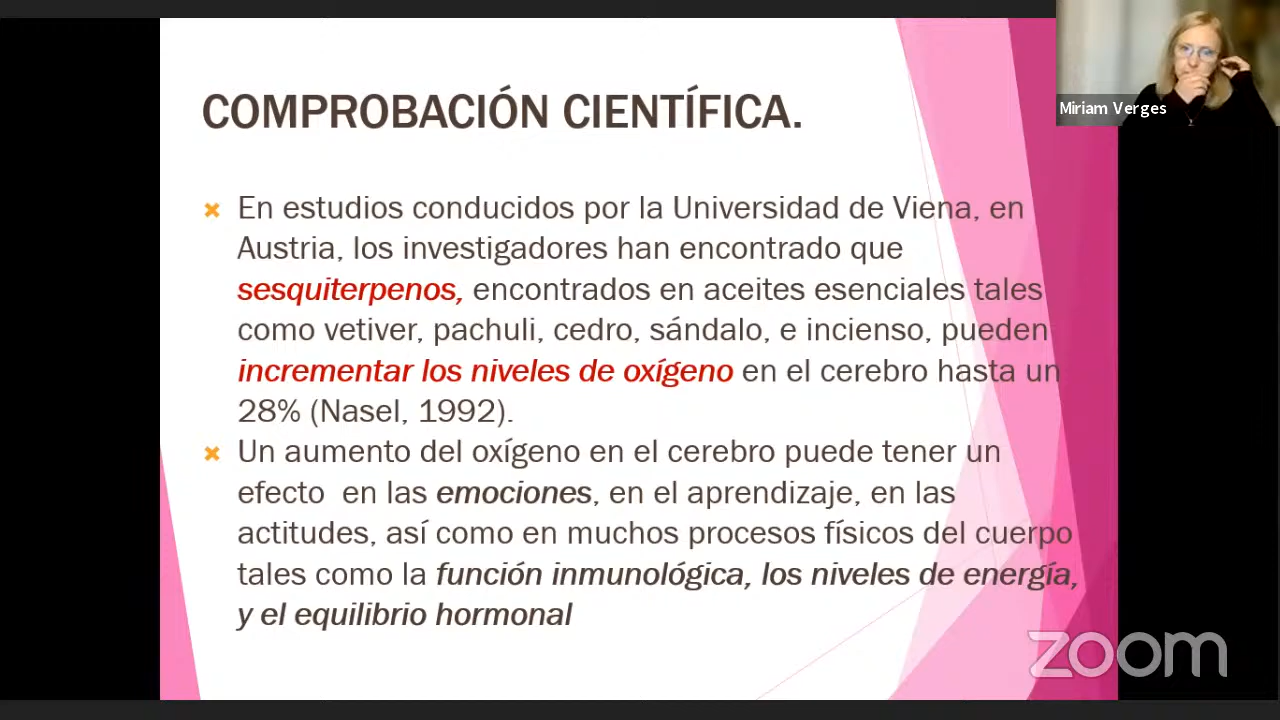 COMPROBACIÓN CIENTÍFICA.
Miriam Verges
En estudios conducidos por la Universidad de Viena, en
Austria, los investigadores han encontrado que
sesquiterpenos, encontrados en aceites esenciales tales
como vetiver, pachuli, cedro, sándalo, e incienso, pueden
incrementar los niveles de oxígeno en el cerebro hasta un
28% (Nasel, 1992).
Un aumento del oxígeno en el cerebro puede tener un
efecto en las emociones, en el aprendizaje, en las
actitudes, así como en muchos procesos físicos del cuerpo
tales como la función inmunológica, los niveles de energía,
y el equilibrio hormonal
zoom